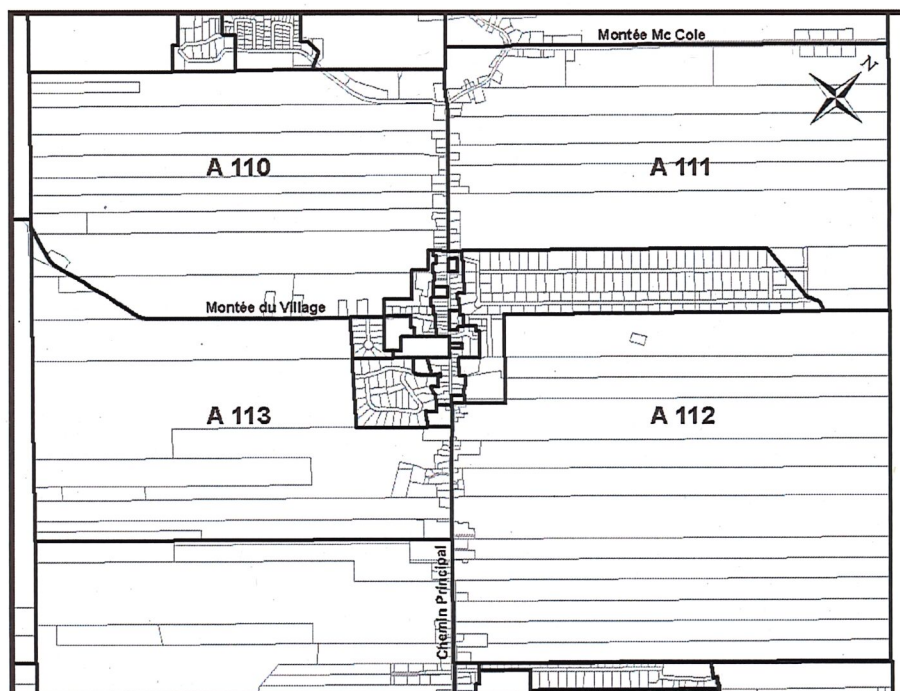 Montée Mc Cole
N
A 110
A 111
Montée du Village
A 113
A 112
Chemin Principal